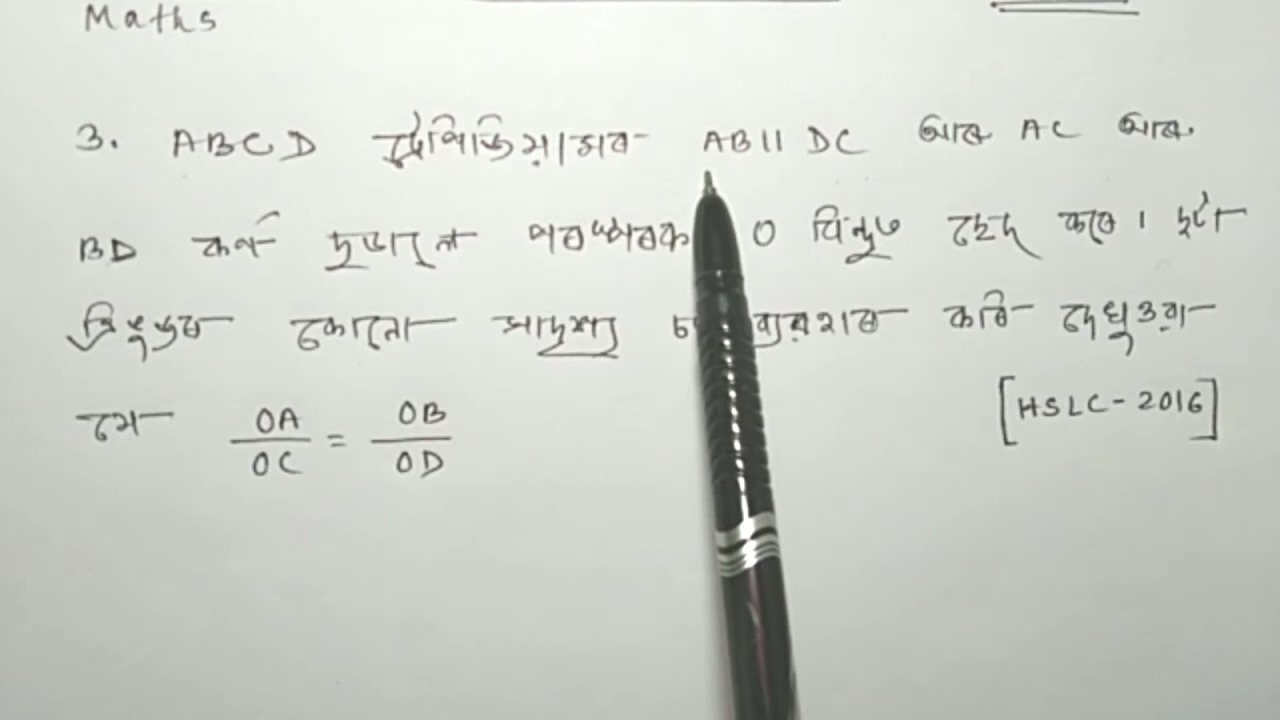 Maths
3. ABCD ট্ৰেপিজিয়ামৰ AB || DC আৰু AC আৰু
BD কৰ্ণ দুডালে পৰস্পৰক O বিন্দুত ছেদ কৰে। দুটা
ত্ৰিভুজৰ কোনো সাদৃশ্য ব্যৱহাৰ কৰি দেখুওৱা
যে OA/OC = OB/OD
[HSLC-2016]